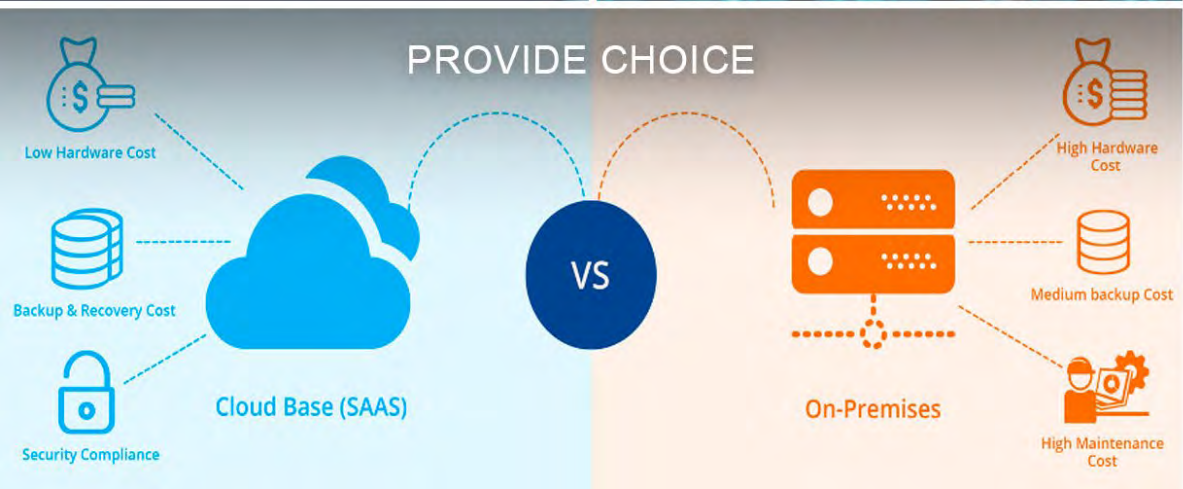 PROVIDE CHOICE
$
Low Hardware Cost
Backup & Recovery Cost
Security Compliance
Cloud Base (SAAS)
VS
$
High Hardware
Cost
Medium backup Cost
High Maintenance
Cost
On-Premises